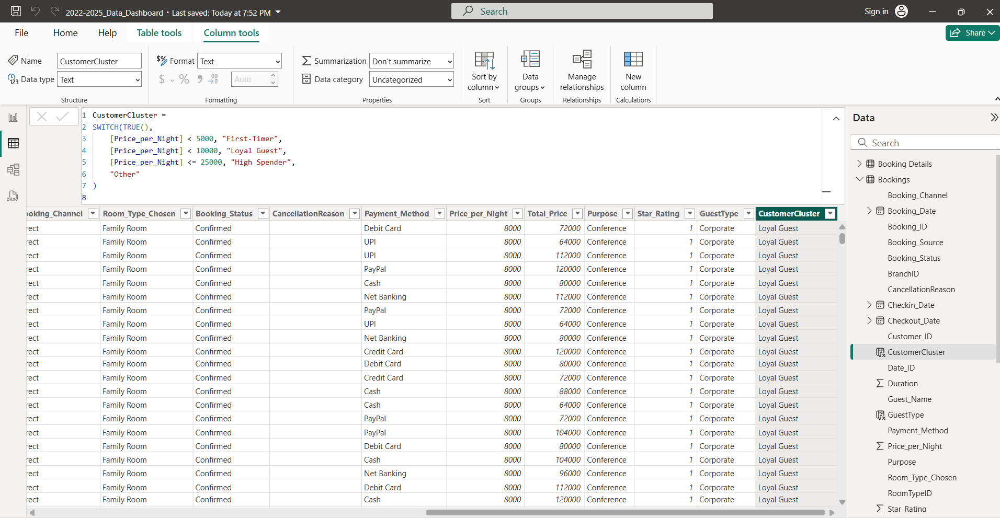 2022-2025_Data_Dashboard • Last saved: Today at 7:52 PM
Search
Sign in
File Home Help Table tools Column tools
Share
Name CustomerCluster
Data type Text
Structure
$% Format Text
$ % 9 .00 Auto
Formatting
Summarization Don't summarize
Data category Uncategorized
Properties
Sort by
column
Sort
Data
groups
Groups
Manage
relationships
Relationships
New
column
Calculations
1 CustomerCluster =
2 SWITCH(TRUE(),
3 [Price_per_Night] < 5000, "First-Timer",
4 [Price_per_Night] < 10000, "Loyal Guest",
5 [Price_per_Night] <= 25000, "High Spender",
6 "Other"
7 )
8
ooking_Channel Room_Type_Chosen Booking_Status CancellationReason Payment_Method Price_per_Night Total_Price Purpose Star_Rating GuestType CustomerCluster
rect Family Room Confirmed Debit Card 8000 72000 Conference 1 Corporate Loyal Guest
rect Family Room Confirmed UPI 8000 64000 Conference 1 Corporate Loyal Guest
rect Family Room Confirmed UPI 8000 112000 Conference 1 Corporate Loyal Guest
rect Family Room Confirmed PayPal 8000 120000 Conference 1 Corporate Loyal Guest
rect Family Room Confirmed Cash 8000 80000 Conference 1 Corporate Loyal Guest
rect Family Room Confirmed Net Banking 8000 112000 Conference 1 Corporate Loyal Guest
rect Family Room Confirmed PayPal 8000 72000 Conference 1 Corporate Loyal Guest
rect Family Room Confirmed UPI 8000 64000 Conference 1 Corporate Loyal Guest
rect Family Room Confirmed Net Banking 8000 80000 Conference 1 Corporate Loyal Guest
rect Family Room Confirmed Credit Card 8000 120000 Conference 1 Corporate Loyal Guest
rect Family Room Confirmed Debit Card 8000 80000 Conference 1 Corporate Loyal Guest
rect Family Room Confirmed Credit Card 8000 72000 Conference 1 Corporate Loyal Guest
rect Family Room Confirmed Cash 8000 88000 Conference 1 Corporate Loyal Guest
rect Family Room Confirmed Cash 8000 64000 Conference 1 Corporate Loyal Guest
rect Family Room Confirmed PayPal 8000 72000 Conference 1 Corporate Loyal Guest
rect Family Room Confirmed PayPal 8000 104000 Conference 1 Corporate Loyal Guest
rect Family Room Confirmed Debit Card 8000 80000 Conference 1 Corporate Loyal Guest
rect Family Room Confirmed Cash 8000 104000 Conference 1 Corporate Loyal Guest
rect Family Room Confirmed Net Banking 8000 96000 Conference 1 Corporate Loyal Guest
rect Family Room Confirmed Debit Card 8000 112000 Conference 1 Corporate Loyal Guest
rect Family Room Confirmed Cash 8000 120000 Conference 1 Corporate Loyal Guest
Data
Search
Booking Details
Bookings
Booking_Channel
Booking_Date
Booking_ID
Booking_Source
Booking_Status
BranchID
CancellationReason
Checkin_Date
Checkout_Date
Customer_ID
CustomerCluster
Date_ID
Duration
Guest_Name
GuestType
Payment_Method
Price_per_Night
Purpose
Room_Type_Chosen
RoomTypeID
Star_Rating